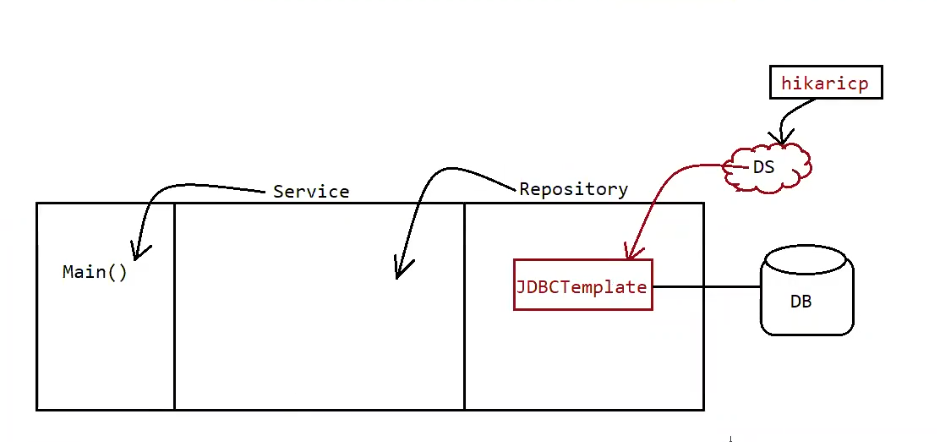 hikaricp
DS
Service
Repository
Main()
JDBCTemplate
DB